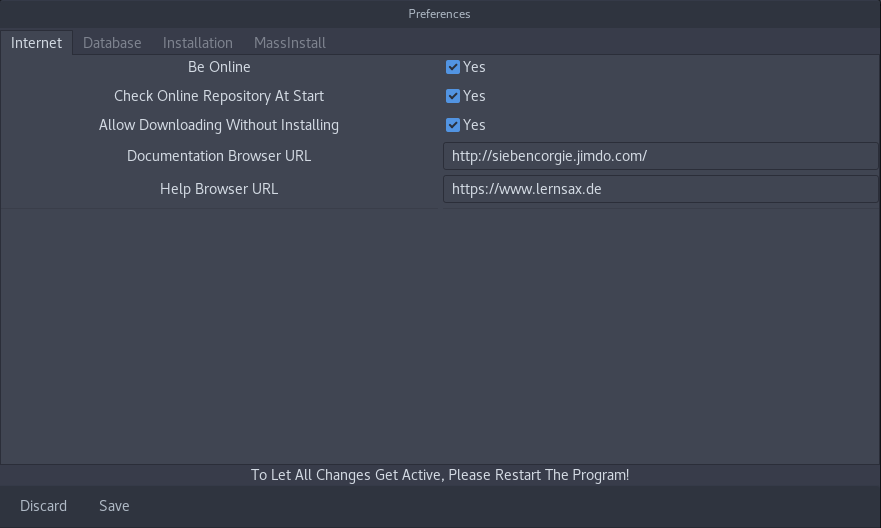 Preferences
Internet Database Installation MassInstall
Be Online Yes
Check Online Repository At Start Yes
Allow Downloading Without Installing Yes
Documentation Browser URL http://siebencorgie.jimdo.com/
Help Browser URL https://www.lernsax.de
To Let All Changes Get Active, Please Restart The Program!
Discard Save